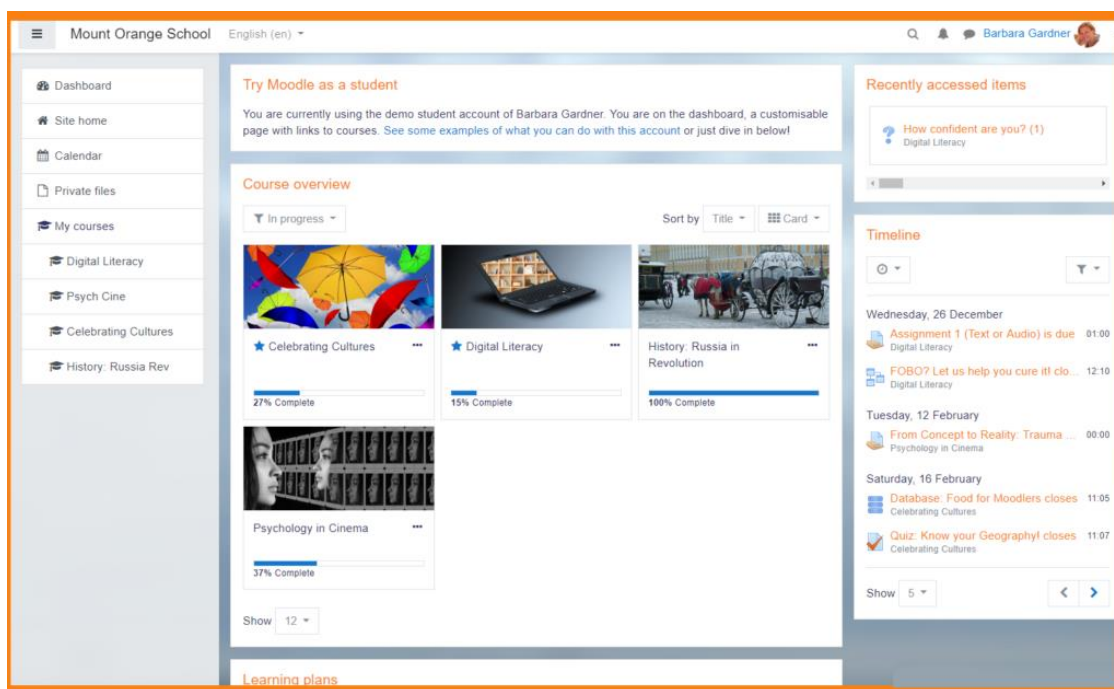 Mount Orange School
English (en)
Barbara Gardner
Dashboard
Site home
Calendar
Private files
My courses
Digital Literacy
Psych Cine
Celebrating Cultures
History: Russia Rev
Try Moodle as a student
You are currently using the demo student account of Barbara Gardner. You are on the dashboard, a customisable
page with links to courses. See some examples of what you can do with this account or just dive in below!
Course overview
In progress
Sort by Title Card
Celebrating Cultures ...
27% Complete
Digital Literacy ...
15% Complete
History: Russia in ...
Revolution
100% Complete
Psychology in Cinema ...
37% Complete
Show 12
Learning plans
Recently accessed items
How confident are you? (1)
Digital Literacy
Timeline
Wednesday, 26 December
Assignment 1 (Text or Audio) is due 01:00
Digital Literacy
FOBO? Let us help you cure it! clo... 12:10
Digital Literacy
Tuesday, 12 February
From Concept to Reality: Trauma ... 00:00
Psychology in Cinema
Saturday, 16 February
Database: Food for Moodlers closes 11:05
Celebrating Cultures
Quiz: Know your Geography! closes 11:07
Celebrating Cultures
Show 5